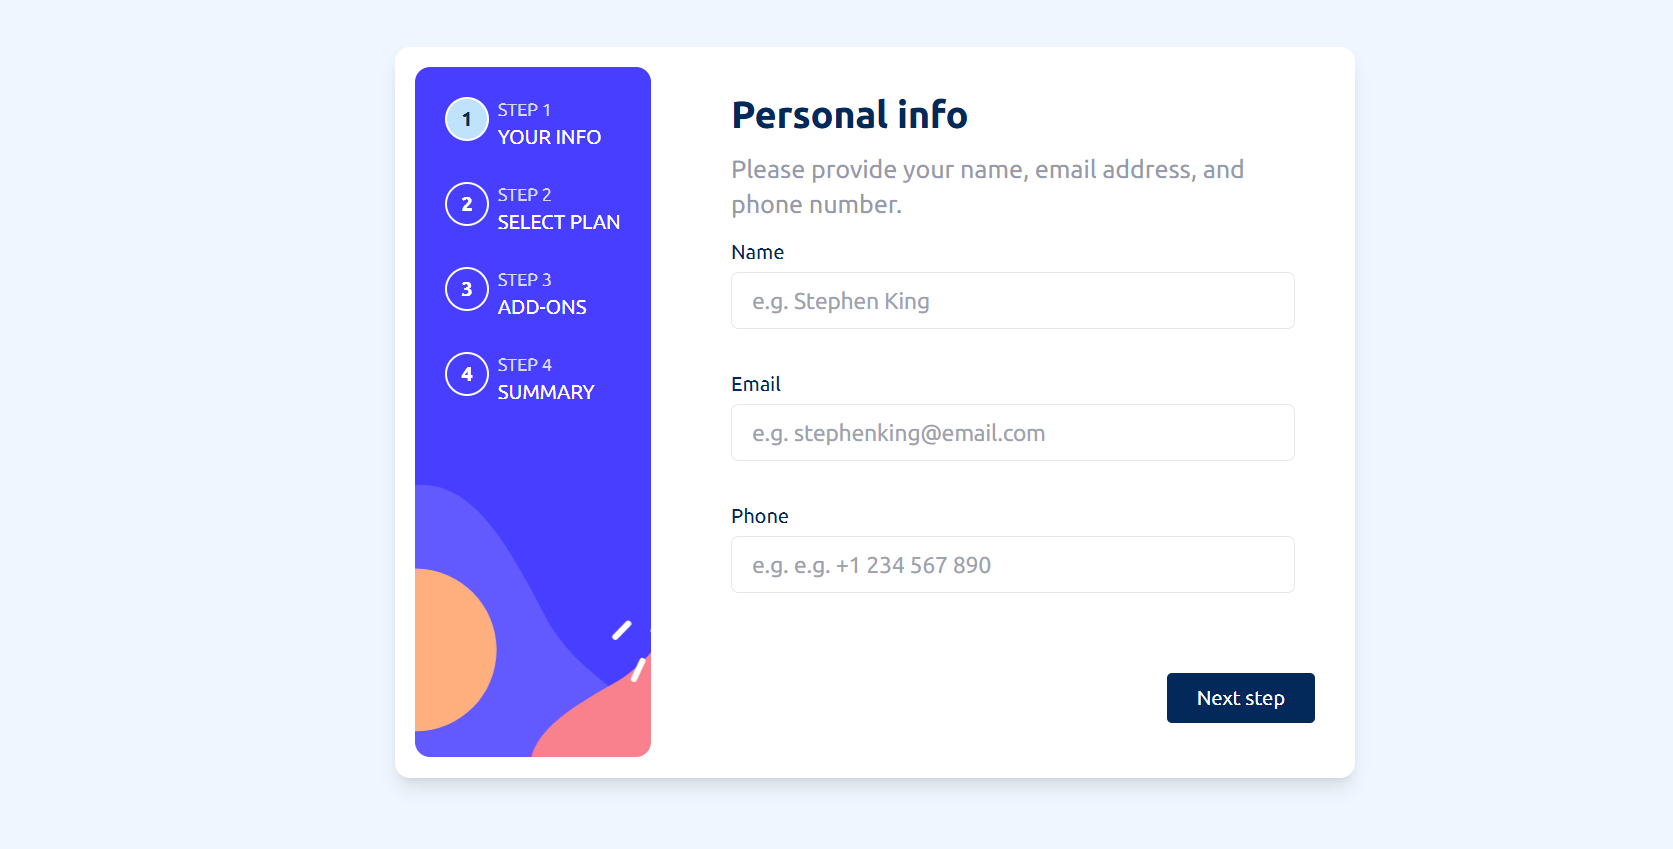 1
STEP 1
YOUR INFO
2
STEP 2
SELECT PLAN
3
STEP 3
ADD-ONS
4
STEP 4
SUMMARY
Personal info
Please provide your name, email address, and
phone number.
Name
e.g. Stephen King
Email
e.g. stephenking@email.com
Phone
e.g. e.g. +1 234 567 890
Next step